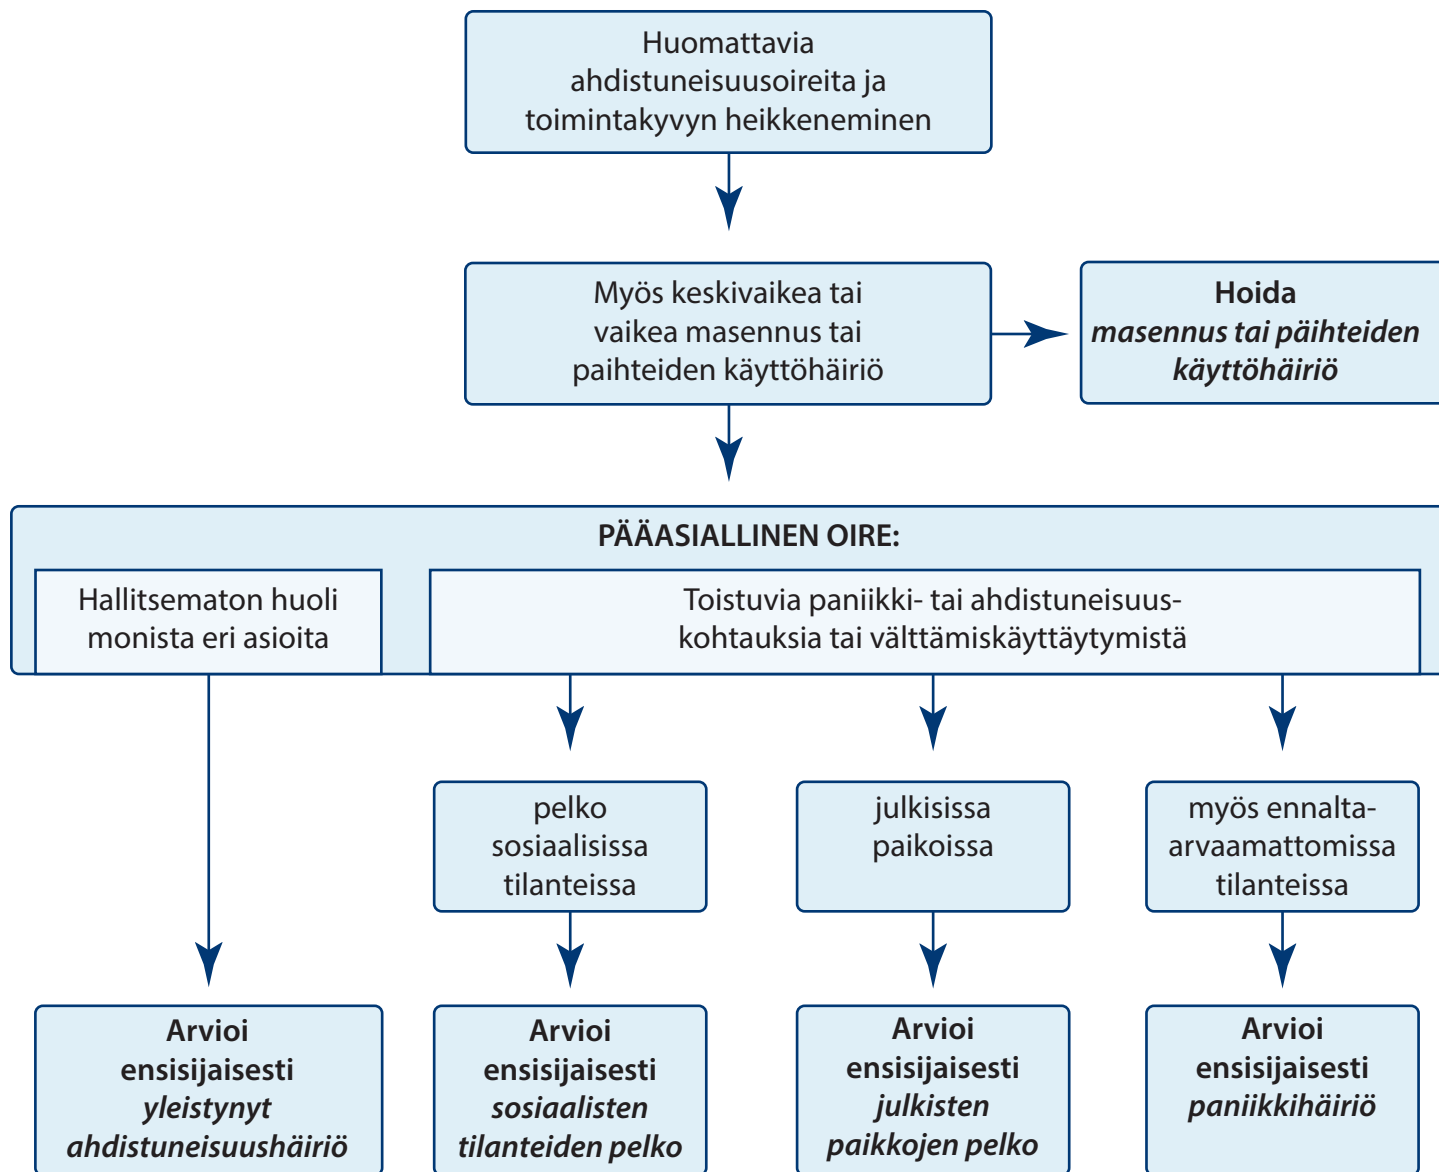 Huomattavia
ahdistuneisuusoireita ja
toimintakyvyn heikkeneminen
Myös keskivaikea tai
vaikea masennus tai
paihteiden käyttöhäiriö
Hoida
masennus tai päihteiden
käyttöhäiriö
PÄÄASIALLINEN OIRE:
Hallitsematon huoli
monista eri asioita
Toistuvia paniikki- tai ahdistuneisuus-
kohtauksia tai välttämiskäyttäytymistä
pelko
sosiaalisissa
tilanteissa
julkisissa
paikoissa
myös ennalta-
arvaamattomissa
tilanteissa
Arvioi
ensisijaisesti
yleistynyt
ahdistuneisuushäiriö
Arvioi
ensisijaisesti
sosiaalisten
tilanteiden pelko
Arvioi
ensisijaisesti
julkisten
paikkojen pelko
Arvioi
ensisijaisesti
paniikkihäiriö